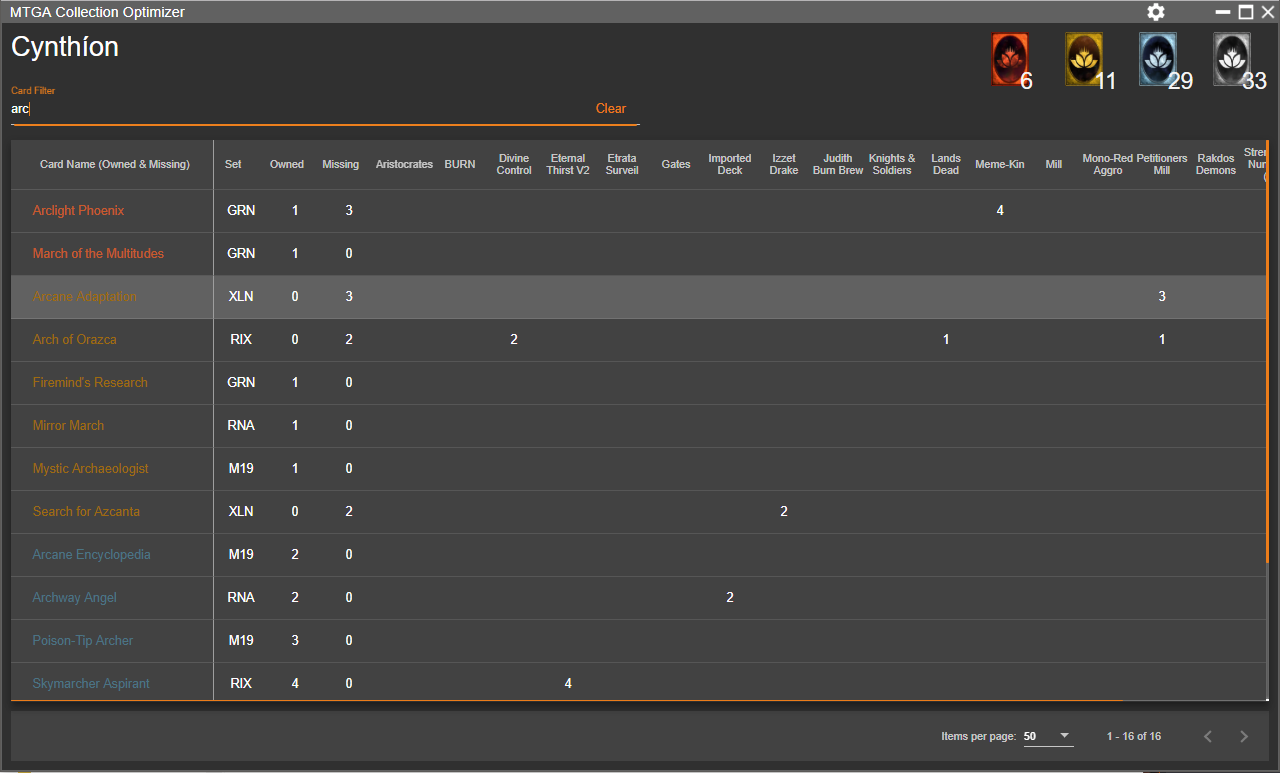 MTGA Collection Optimizer
Cynthíon
6 11 29 33
Card Filter
arc Clear
Card Name (Owned & Missing) Set Owned Missing Aristocrates BURN Divine Control Eternal Thirst V2 Etrata Surveil Gates Imported Deck Izzet Drake Judith Burn Brew Knights & Soldiers Lands Dead Meme-Kin Mill Mono-Red Aggro Petitioners Mill Rakdos Demons
Arclight Phoenix GRN 1 3 4
March of the Multitudes GRN 1 0
Arcane Adaptation XLN 0 3 3
Arch of Orazca RIX 0 2 2 1 1
Firemind's Research GRN 1 0
Mirror March RNA 1 0
Mystic Archaeologist M19 1 0
Search for Azcanta XLN 0 2 2
Arcane Encyclopedia M19 2 0
Archway Angel RNA 2 0 2
Poison-Tip Archer M19 3 0
Skymarcher Aspirant RIX 4 0 4
Items per page: 50 1 - 16 of 16